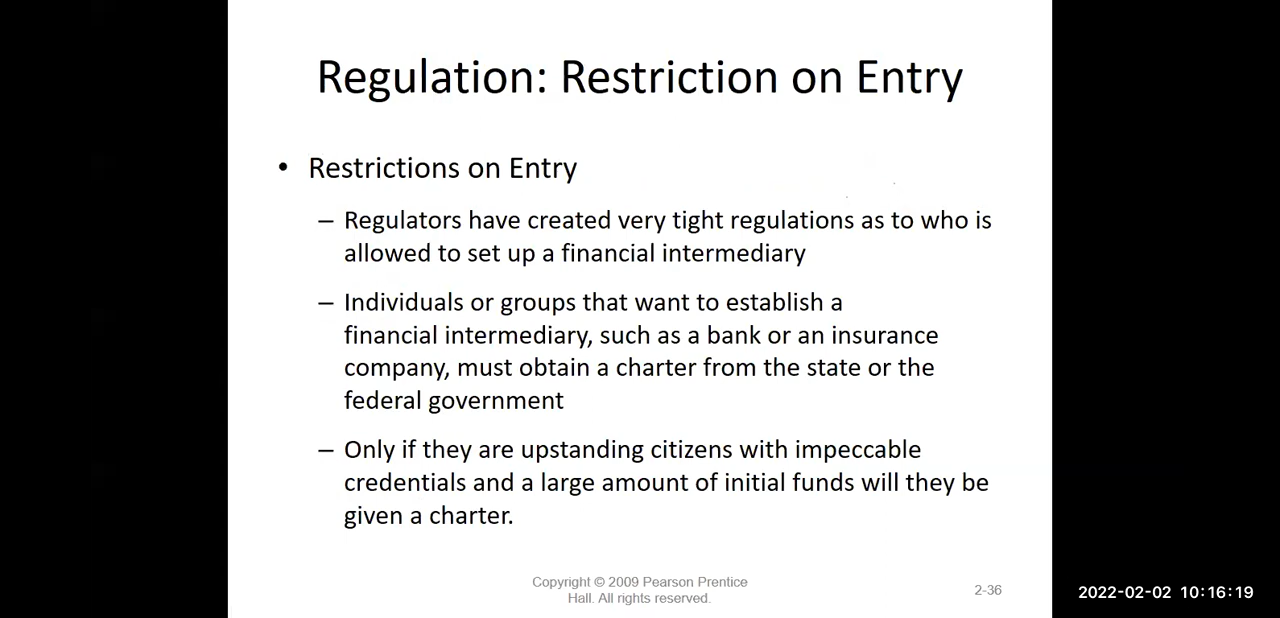 Regulation: Restriction on Entry
• Restrictions on Entry
– Regulators have created very tight regulations as to who is
allowed to set up a financial intermediary
– Individuals or groups that want to establish a
financial intermediary, such as a bank or an insurance
company, must obtain a charter from the state or the
federal government
– Only if they are upstanding citizens with impeccable
credentials and a large amount of initial funds will they be
given a charter.
Copyright © 2009 Pearson Prentice
Hall. All rights reserved.
2-36
2022-02-02 10:16:19